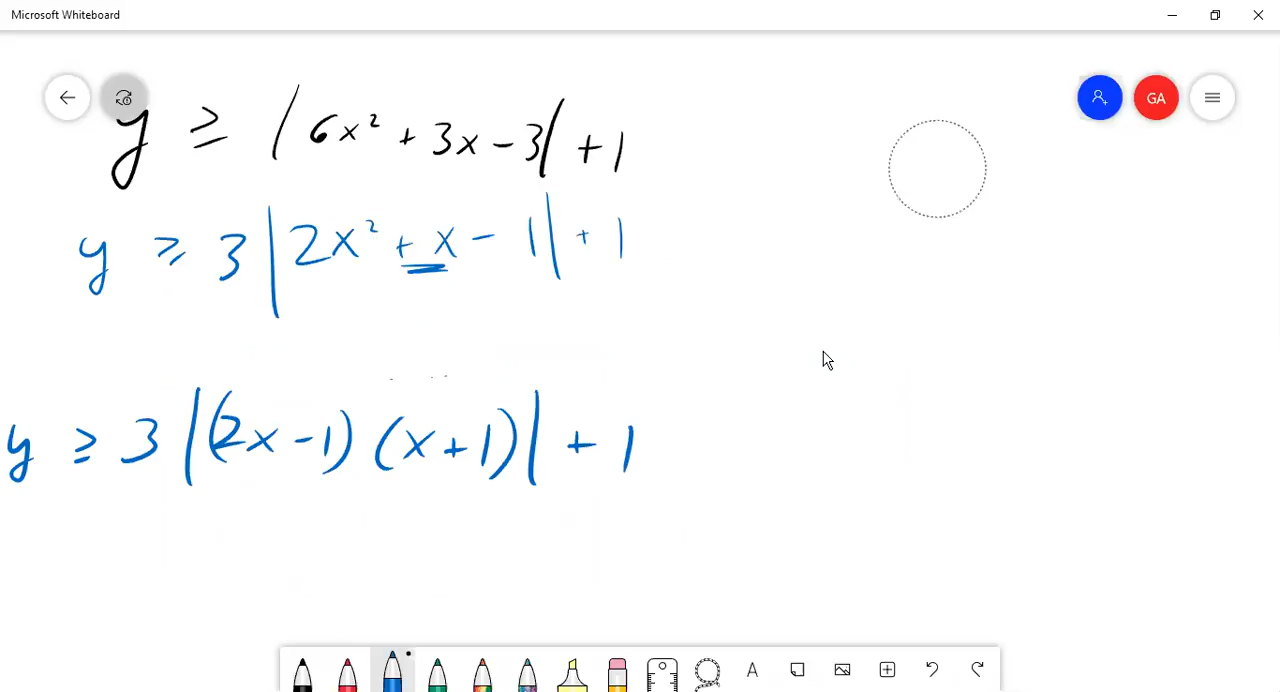 Microsoft Whiteboard
GA
y ≥ |6x² + 3x - 3| + 1
y ≥ 3|2x² + x - 1| + 1
y ≥ 3|(2x - 1)(x + 1)| + 1
A